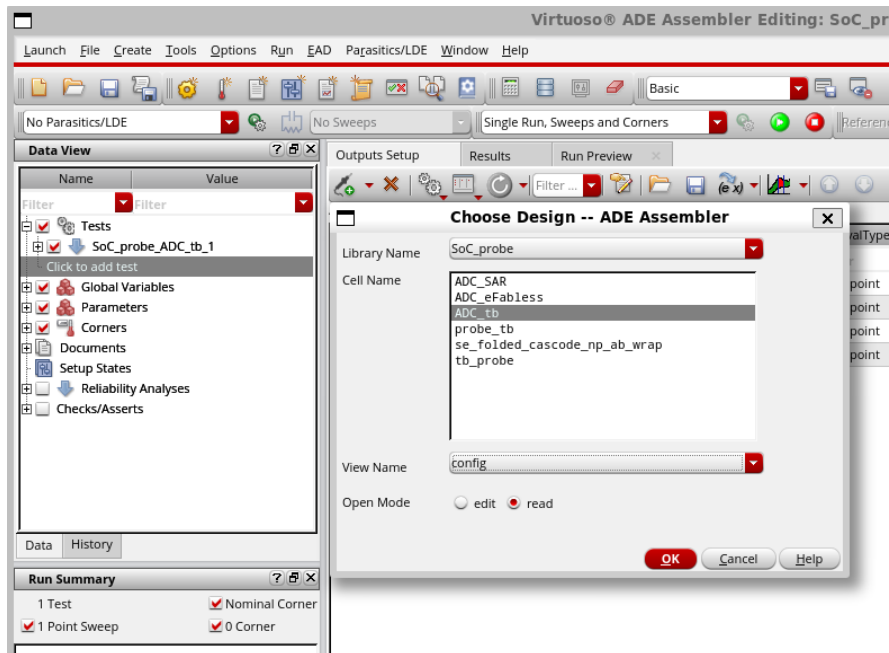 Virtuoso® ADE Assembler Editing: SoC_pr
Launch File Create Tools Options Run EAD Parasitics/LDE Window Help
Basic
No Parasitics/LDE No Sweeps Single Run, Sweeps and Corners Referen
Data View
Name Value
Filter Filter
Tests
SoC_probe_ADC_tb_1
Click to add test
Global Variables
Parameters
Corners
Documents
Setup States
Reliability Analyses
Checks/Asserts
Data History
Run Summary
1 Test Nominal Corner
1 Point Sweep 0 Corner
Outputs Setup Results Run Preview
Filter ... (e x)
Choose Design -- ADE Assembler
Library Name SoC_probe
Cell Name
ADC_SAR
ADC_eFabless
ADC_tb
probe_tb
se_folded_cascode_np_ab_wrap
tb_probe
View Name config
Open Mode edit read
OK Cancel Help
valType
point
point
point
point